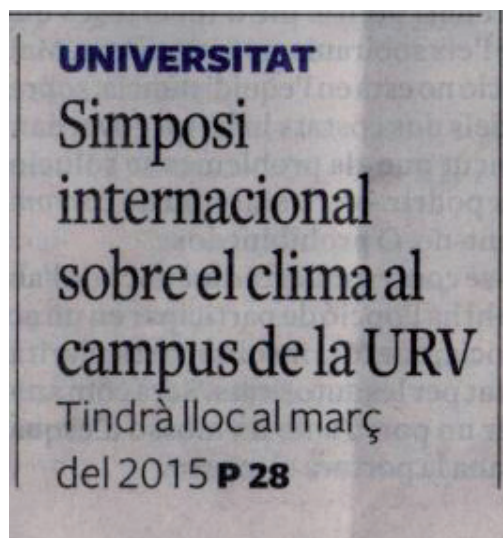 UNIVERSITAT
Simposi
internacional
sobre el clima al
campus de la URV
Tindrà lloc al març
del 2015 P 28